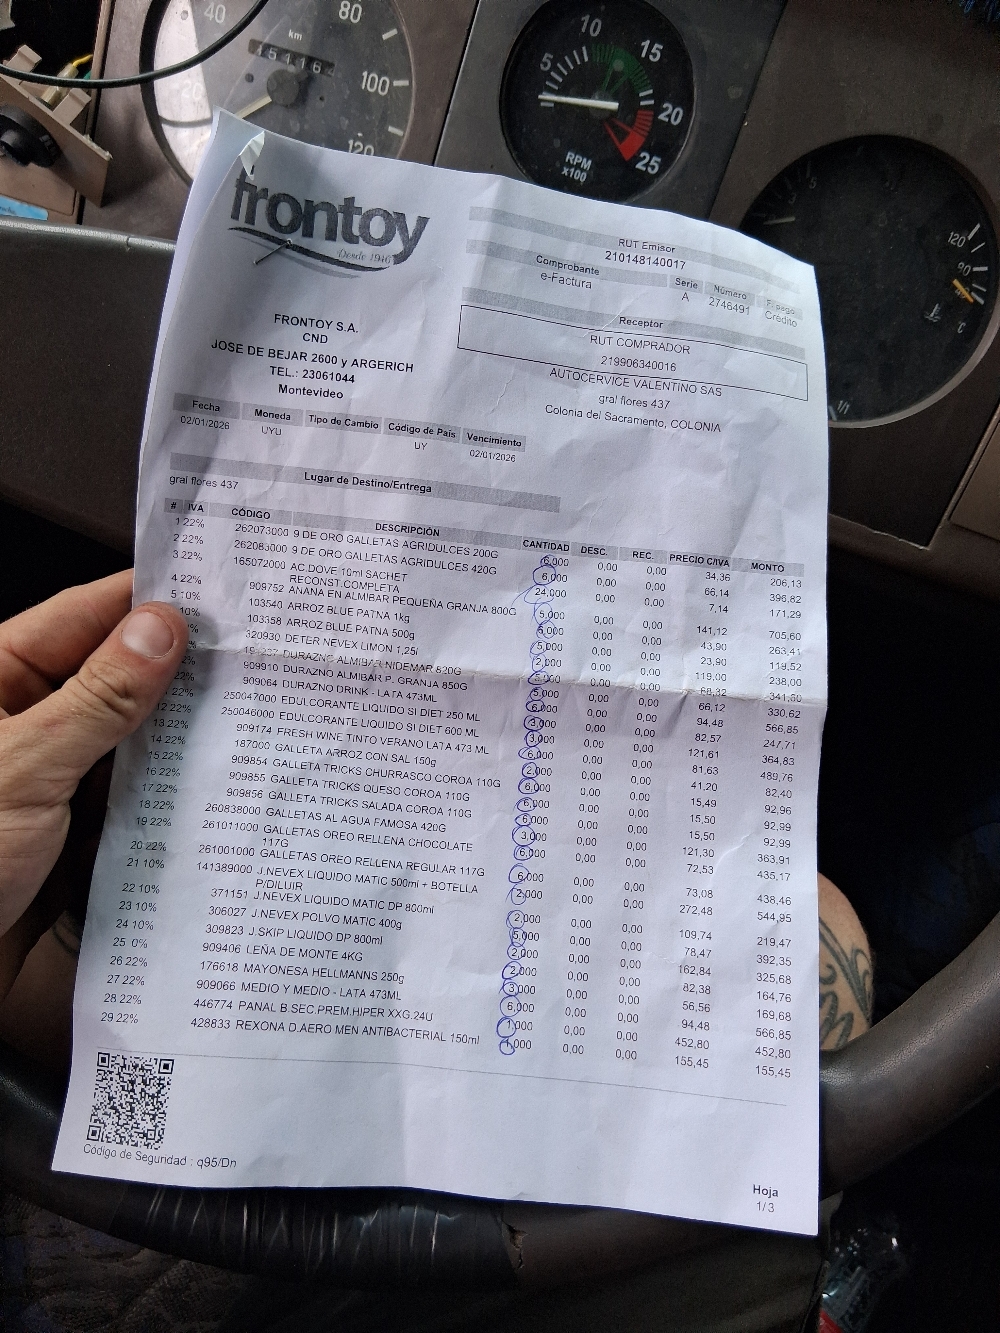 40
80
km
151164
100
120
5
10
15
20
25
RPM
x100
120
90
1/1
frontoy
Desde 1946
RUT Emisor
210148140017
Comprobante Serie Número F. pago
e-Factura A 2746491 Crédito
Receptor
RUT COMPRADOR
219906340016
AUTOCERVICE VALENTINO SAS
gral flores 437
Colonia del Sacramento, COLONIA
FRONTOY S.A.
CND
JOSE DE BEJAR 2600 y ARGERICH
TEL.: 23061044
Montevideo
Fecha Moneda Tipo de Cambio Código de País Vencimiento
02/01/2026 UYU UY 02/01/2026
Lugar de Destino/Entrega
gral flores 437
# IVA CÓDIGO DESCRIPCIÓN CANTIDAD DESC. REC. PRECIO C/IVA MONTO
1 22% 262073000 9 DE ORO GALLETAS AGRIDULCES 200G 6,000 0,00 0,00 34,36 206,13
2 22% 262083000 9 DE ORO GALLETAS AGRIDULCES 420G 6,000 0,00 0,00 66,14 396,82
3 22% 165072000 AC.DOVE 10ml SACHET RECONST.COMPLETA 24,000 0,00 0,00 7,14 171,29
4 22% 909752 ANANA EN ALMIBAR PEQUEÑA GRANJA 800G 5,000 0,00 0,00 141,12 705,60
5 10% 103540 ARROZ BLUE PATNA 1kg 6,000 0,00 0,00 43,90 263,41
10% 103358 ARROZ BLUE PATNA 500g 5,000 0,00 0,00 23,90 119,52
320930 DETER NEVEX LIMON 1,25l 2,000 0,00 0,00 119,00 238,00
DURAZNO ALMIBAR NIDEMAR 820G 5,000 0,00 0,00 68,32 341,60
22% 909910 DURAZNO ALMIBAR P. GRANJA 850G 5,000 0,00 0,00 66,12 330,62
22% 909064 DURAZNO DRINK - LATA 473ML 6,000 0,00 0,00 94,48 566,85
22% 250047000 EDULCORANTE LIQUIDO SI DIET 250 ML 3,000 0,00 0,00 82,57 247,71
12 22% 250046000 EDULCORANTE LIQUIDO SI DIET 600 ML 3,000 0,00 0,00 121,61 364,83
13 22% 909174 FRESH WINE TINTO VERANO LATA 473 ML 6,000 0,00 0,00 81,63 489,76
14 22% 187000 GALLETA ARROZ CON SAL 150g 2,000 0,00 0,00 41,20 82,40
15 22% 909854 GALLETA TRICKS CHURRASCO COROA 110G 6,000 0,00 0,00 15,49 92,96
16 22% 909855 GALLETA TRICKS QUESO COROA 110G 6,000 0,00 0,00 15,50 92,99
17 22% 909856 GALLETA TRICKS SALADA COROA 110G 6,000 0,00 0,00 15,50 92,99
18 22% 260838000 GALLETAS AL AGUA FAMOSA 420G 3,000 0,00 0,00 121,30 363,91
19 22% 261011000 GALLETAS OREO RELLENA CHOCOLATE 117G 6,000 0,00 0,00 72,53 435,17
20 22% 261001000 GALLETAS OREO RELLENA REGULAR 117G 6,000 0,00 0,00 73,08 438,46
21 10% 141389000 J.NEVEX LIQUIDO MATIC 500ml + BOTELLA P/DILUIR 2,000 0,00 0,00 272,48 544,95
22 10% 371151 J.NEVEX LIQUIDO MATIC DP 800ml 2,000 0,00 0,00 109,74 219,47
23 10% 306027 J.NEVEX POLVO MATIC 400g 5,000 0,00 0,00 78,47 392,35
24 10% 309823 J.SKIP LIQUIDO DP 800ml 2,000 0,00 0,00 162,84 325,68
25 0% 909406 LEÑA DE MONTE 4KG 2,000 0,00 0,00 82,38 164,76
26 22% 176618 MAYONESA HELLMANNS 250g 3,000 0,00 0,00 56,56 169,68
27 22% 909066 MEDIO Y MEDIO - LATA 473ML 6,000 0,00 0,00 94,48 566,85
28 22% 446774 PANAL B.SEC.PREM.HIPER XXG.24U 1,000 0,00 0,00 452,80 452,80
29 22% 428833 REXONA D.AERO MEN ANTIBACTERIAL 150ml 1,000 0,00 0,00 155,45 155,45
Código de Seguridad : q95/Dn
Hoja
1/3